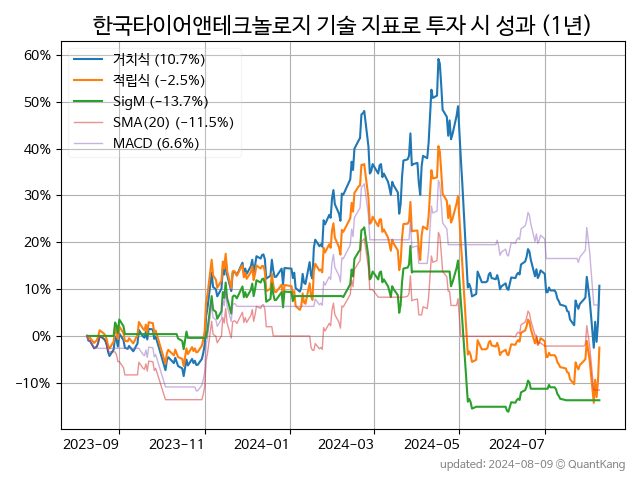 한국타이어앤테크놀로지 기술 지표로 투자 시 성과 (1년)
60%
50%
40%
30%
20%
10%
0%
−10%
거치식 (10.7%)
적립식 (−2.5%)
SigM (−13.7%)
SMA(20) (−11.5%)
MACD (6.6%)
2023-09 2023-11 2024-01 2024-03 2024-05 2024-07
updated: 2024-08-09 © QuantKang